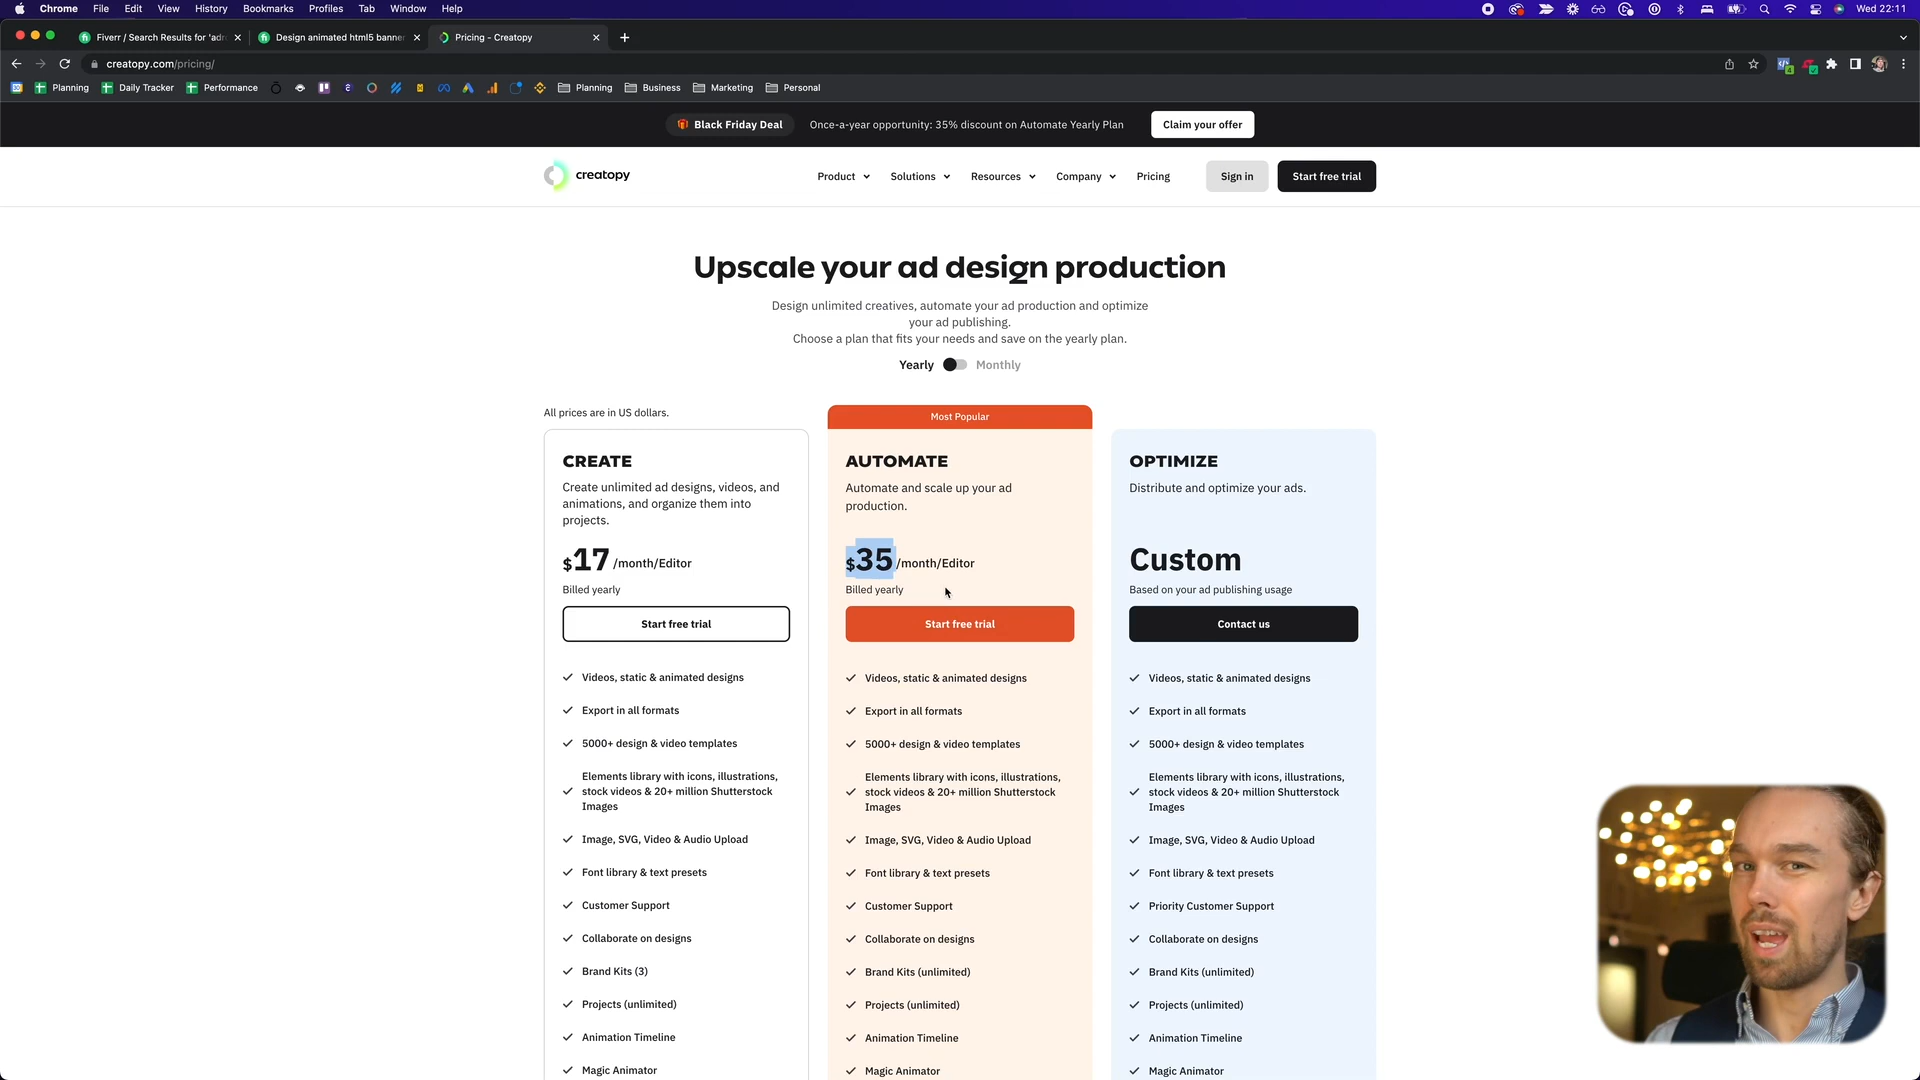 Chrome File Edit View History Bookmarks Profiles Tab Window Help Wed 22:11
Fiverr / Search Results for 'adr Design animated html5 banner Pricing - Creatopy
creatopy.com/pricing/
Planning Daily Tracker Performance Planning Business Marketing Personal
Black Friday Deal Once-a-year opportunity: 35% discount on Automate Yearly Plan Claim your offer
creatopy Product Solutions Resources Company Pricing Sign in Start free trial
Upscale your ad design production
Design unlimited creatives, automate your ad production and optimize
your ad publishing.
Choose a plan that fits your needs and save on the yearly plan.
Yearly Monthly
All prices are in US dollars.
CREATE
Create unlimited ad designs, videos, and
animations, and organize them into
projects.
$17 /month/Editor
Billed yearly
Start free trial
Videos, static & animated designs
Export in all formats
5000+ design & video templates
Elements library with icons, illustrations,
stock videos & 20+ million Shutterstock
Images
Image, SVG, Video & Audio Upload
Font library & text presets
Customer Support
Collaborate on designs
Brand Kits (3)
Projects (unlimited)
Animation Timeline
Magic Animator
Most Popular
AUTOMATE
Automate and scale up your ad
production.
$35 /month/Editor
Billed yearly
Start free trial
Videos, static & animated designs
Export in all formats
5000+ design & video templates
Elements library with icons, illustrations,
stock videos & 20+ million Shutterstock
Images
Image, SVG, Video & Audio Upload
Font library & text presets
Customer Support
Collaborate on designs
Brand Kits (unlimited)
Projects (unlimited)
Animation Timeline
Magic Animator
OPTIMIZE
Distribute and optimize your ads.
Custom
Based on your ad publishing usage
Contact us
Videos, static & animated designs
Export in all formats
5000+ design & video templates
Elements library with icons, illustrations,
stock videos & 20+ million Shutterstock
Images
Image, SVG, Video & Audio Upload
Font library & text presets
Priority Customer Support
Collaborate on designs
Brand Kits (unlimited)
Projects (unlimited)
Animation Timeline
Magic Animator